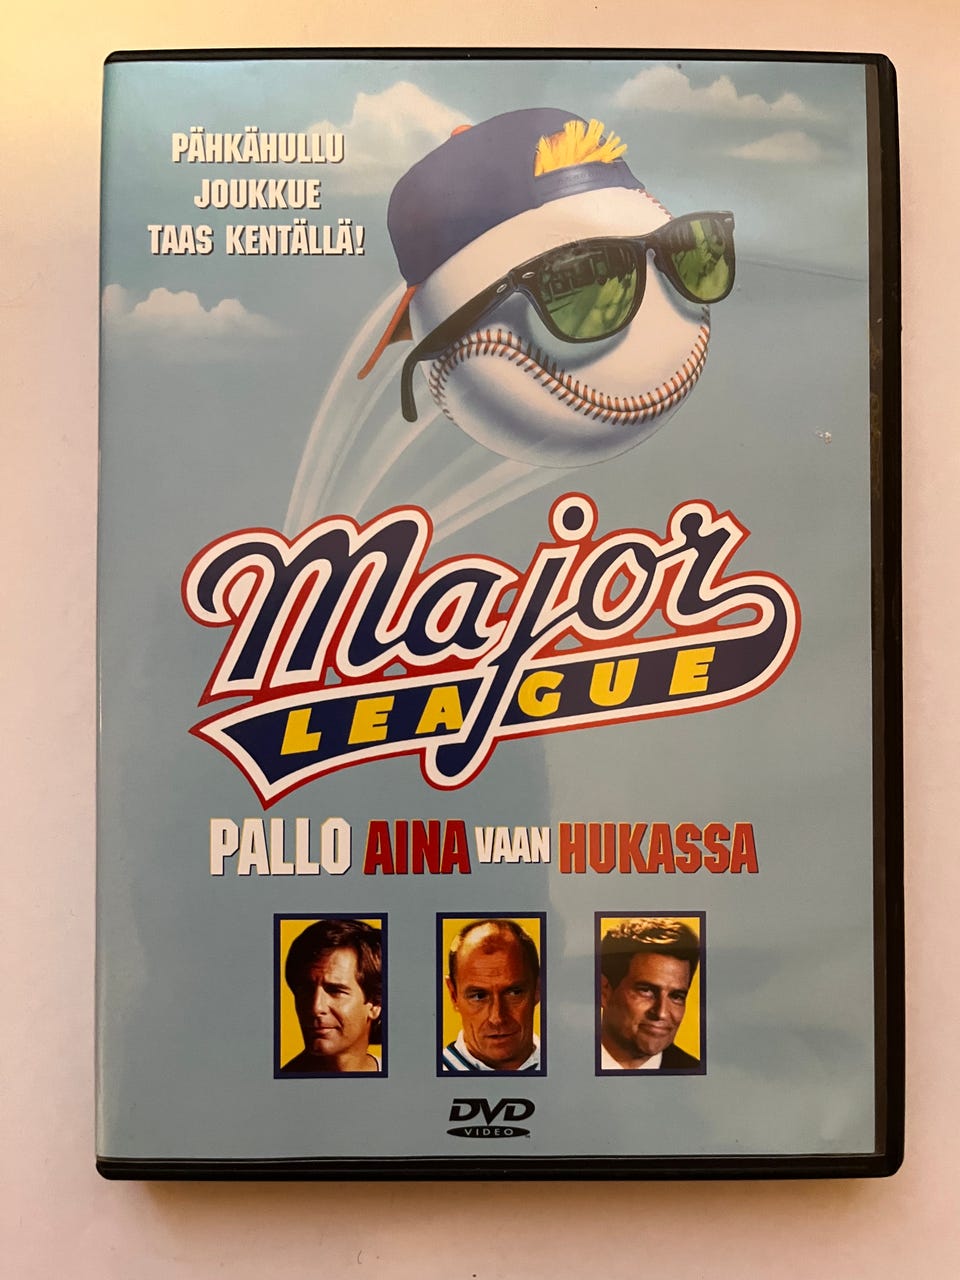 PÄHKÄHULLU
JOUKKUE
TAAS KENTÄLLÄ!
Major
LEAGUE
PALLO AINA VAAN HUKASSA
DVD
VIDEO